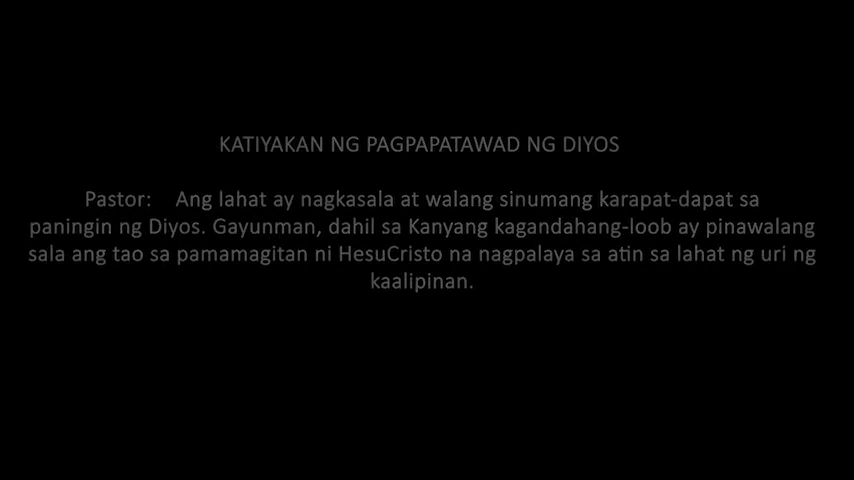 KATIYAKAN NG PAGPAPATAWAD NG DIYOS
Pastor: Ang lahat ay nagkasala at walang sinumang karapat-dapat sa
paningin ng Diyos. Gayunman, dahil sa Kanyang kagandahang-loob ay pinawalang
sala ang tao sa pamamagitan ni HesuCristo na nagpalaya sa atin sa lahat ng uri ng
kaalipinan.